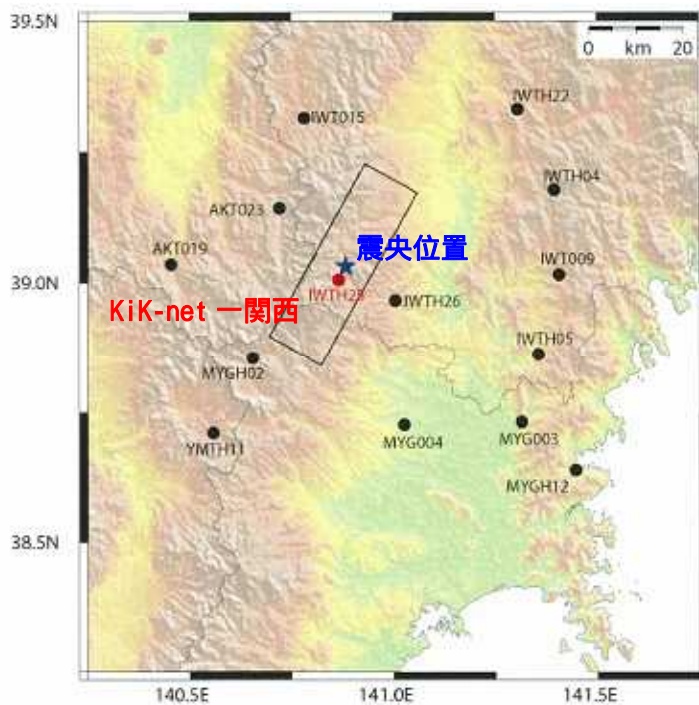 39.5N
0 km 20
IWTH22
IWT015
IWTH04
AKT023
震央位置
AKT019
IWT009
39.0N
IWTH25
KiK-net 一関西
IWTH26
IWTH05
MYGH02
MYG004
MYG003
YMTH11
MYGH12
38.5N
140.5E
141.0E
141.5E